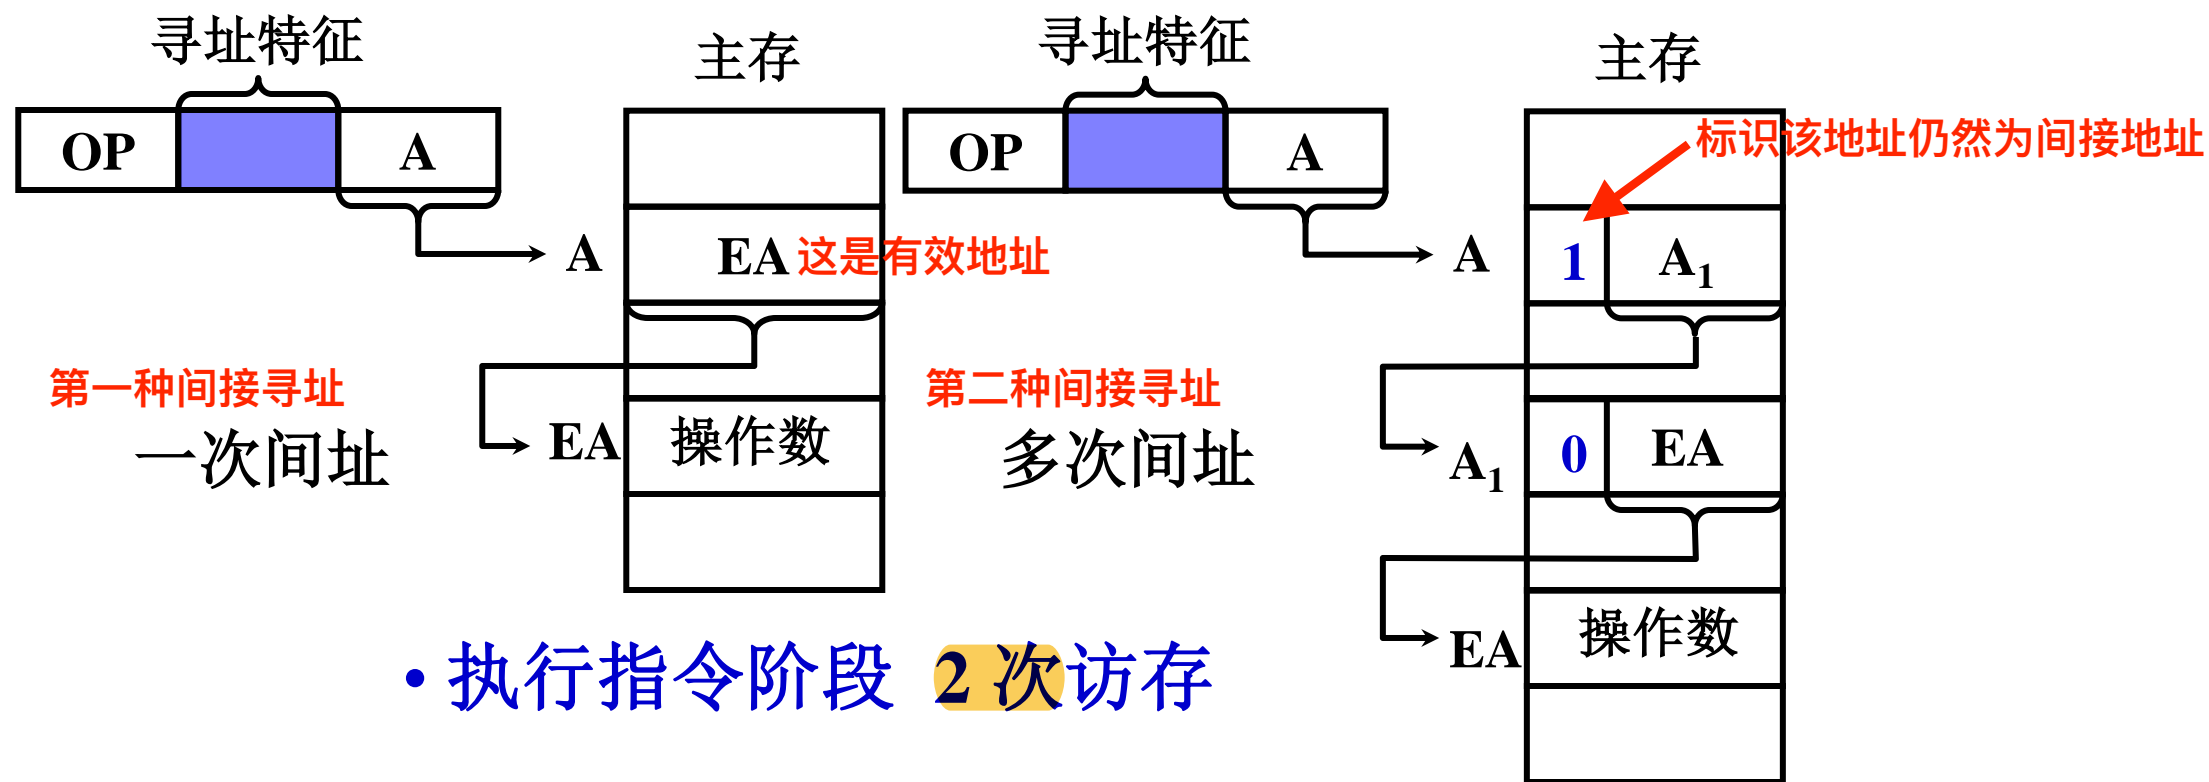 寻址特征
主存
OP
A
A
EA 这是有效地址
第一种间接寻址
一次间址
EA
操作数
寻址特征
主存
OP
A
标识该地址仍然为间接地址
A
1
A₁
第二种间接寻址
多次间址
A₁
0
EA
EA
操作数
• 执行指令阶段 2 次访存